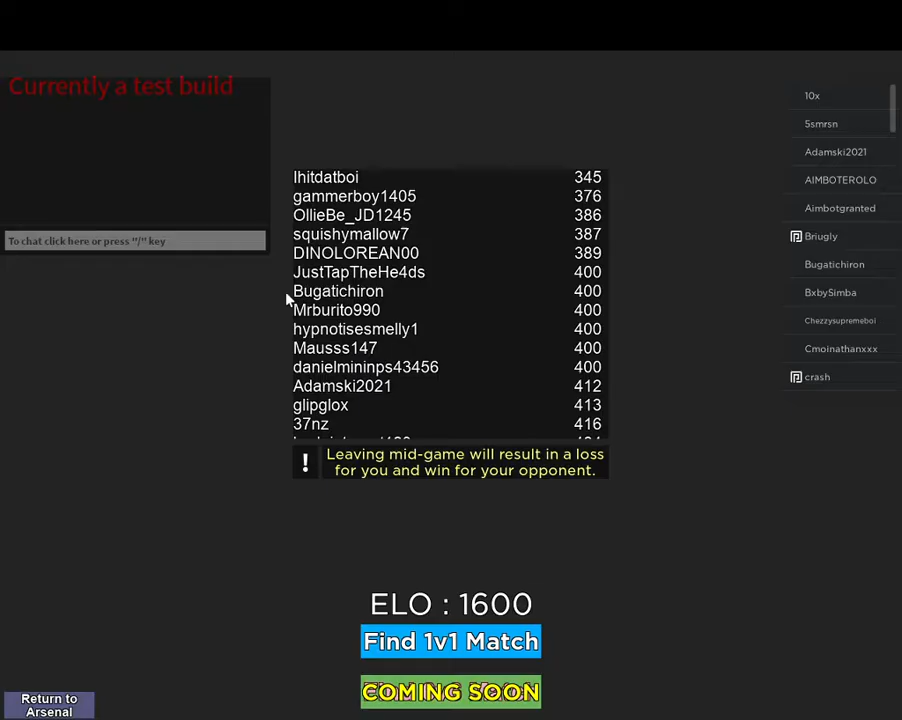 Currently a test build
To chat click here or press "/" key
Ihitdatboi 345
gammerboy1405 376
OllieBe_JD1245 386
squishymallow7 387
DINOLOREAN00 389
JustTapTheHe4ds 400
Bugatichiron 400
Mrburito990 400
hypnotisesmelly1 400
Mausss147 400
danielmininps43456 400
Adamski2021 412
glipglox 413
37nz 416
! Leaving mid-game will result in a loss
for you and win for your opponent.
ELO : 1600
Find 1v1 Match
COMING SOON
Return to
Arsenal
10x
5smrsn
Adamski2021
AIMBOTEROLO
Aimbotgranted
Briugly
Bugatichiron
BxbySimba
Chezzysupremeboi
Cmoinathanxxx
crash